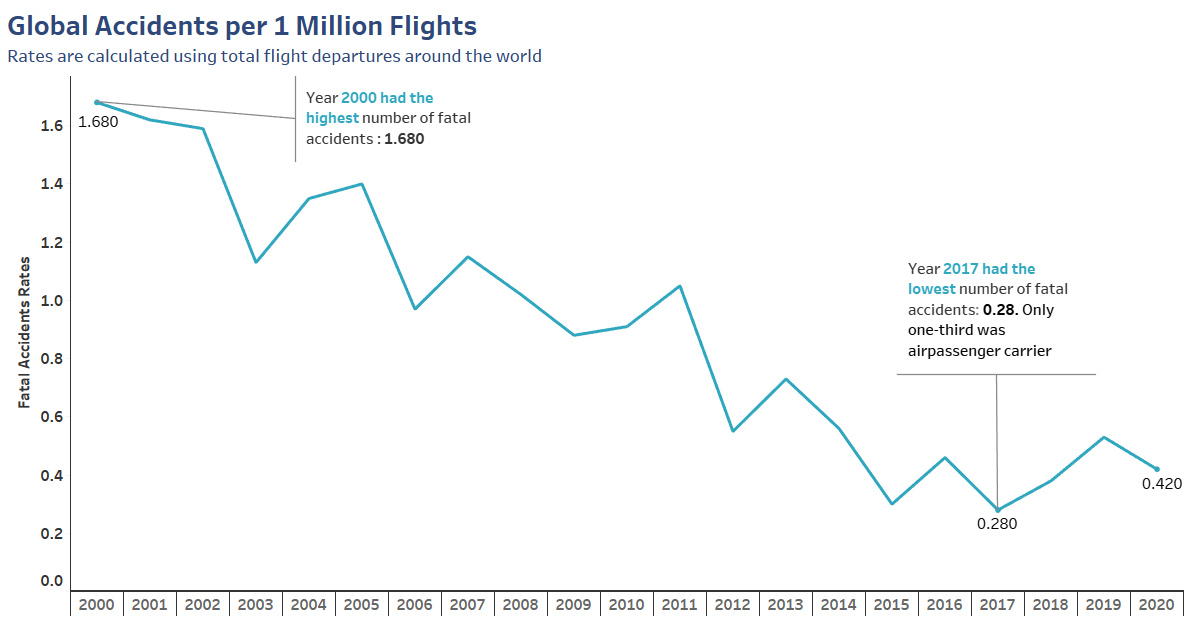 Global Accidents per 1 Million Flights
Rates are calculated using total flight departures around the world
Year 2000 had the
highest number of fatal
accidents : 1.680
1.680
Year 2017 had the
lowest number of fatal
accidents: 0.28. Only
one-third was
airpassenger carrier
0.280
0.420
Fatal Accidents Rates
1.6
1.4
1.2
1.0
0.8
0.6
0.4
0.2
0.0
2000 2001 2002 2003 2004 2005 2006 2007 2008 2009 2010 2011 2012 2013 2014 2015 2016 2017 2018 2019 2020